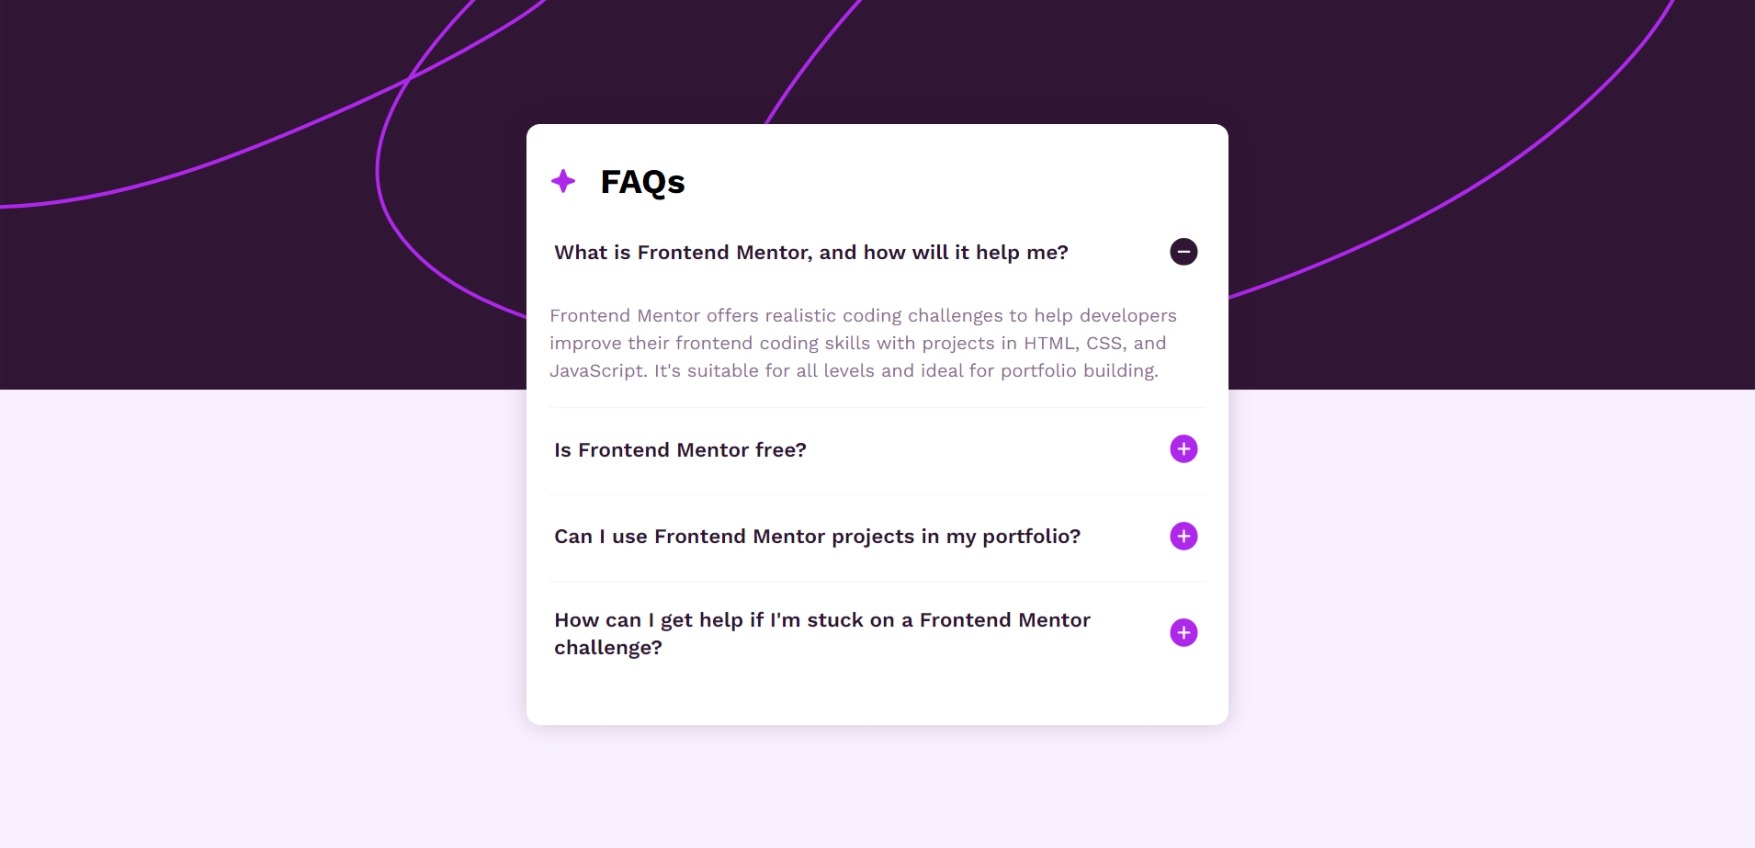 FAQs
What is Frontend Mentor, and how will it help me?
Frontend Mentor offers realistic coding challenges to help developers
improve their frontend coding skills with projects in HTML, CSS, and
JavaScript. It's suitable for all levels and ideal for portfolio building.
Is Frontend Mentor free?
Can I use Frontend Mentor projects in my portfolio?
How can I get help if I'm stuck on a Frontend Mentor
challenge?